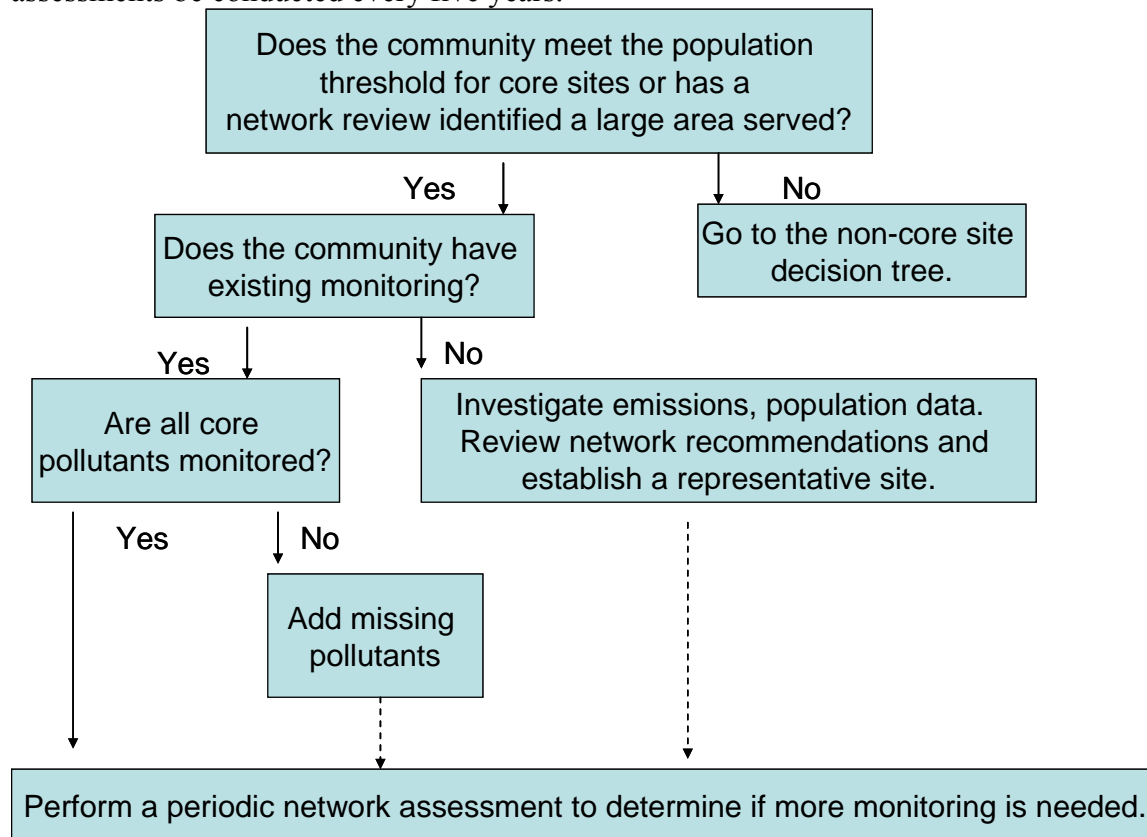 assessments be conducted every five years.
Does the community meet the population
threshold for core sites or has a
network review identified a large area served?
Yes
No
Does the community have
existing monitoring?
Go to the non-core site
decision tree.
Yes
No
Are all core
pollutants monitored?
Investigate emissions, population data.
Review network recommendations and
establish a representative site.
Yes
No
Add missing
pollutants
Perform a periodic network assessment to determine if more monitoring is needed.